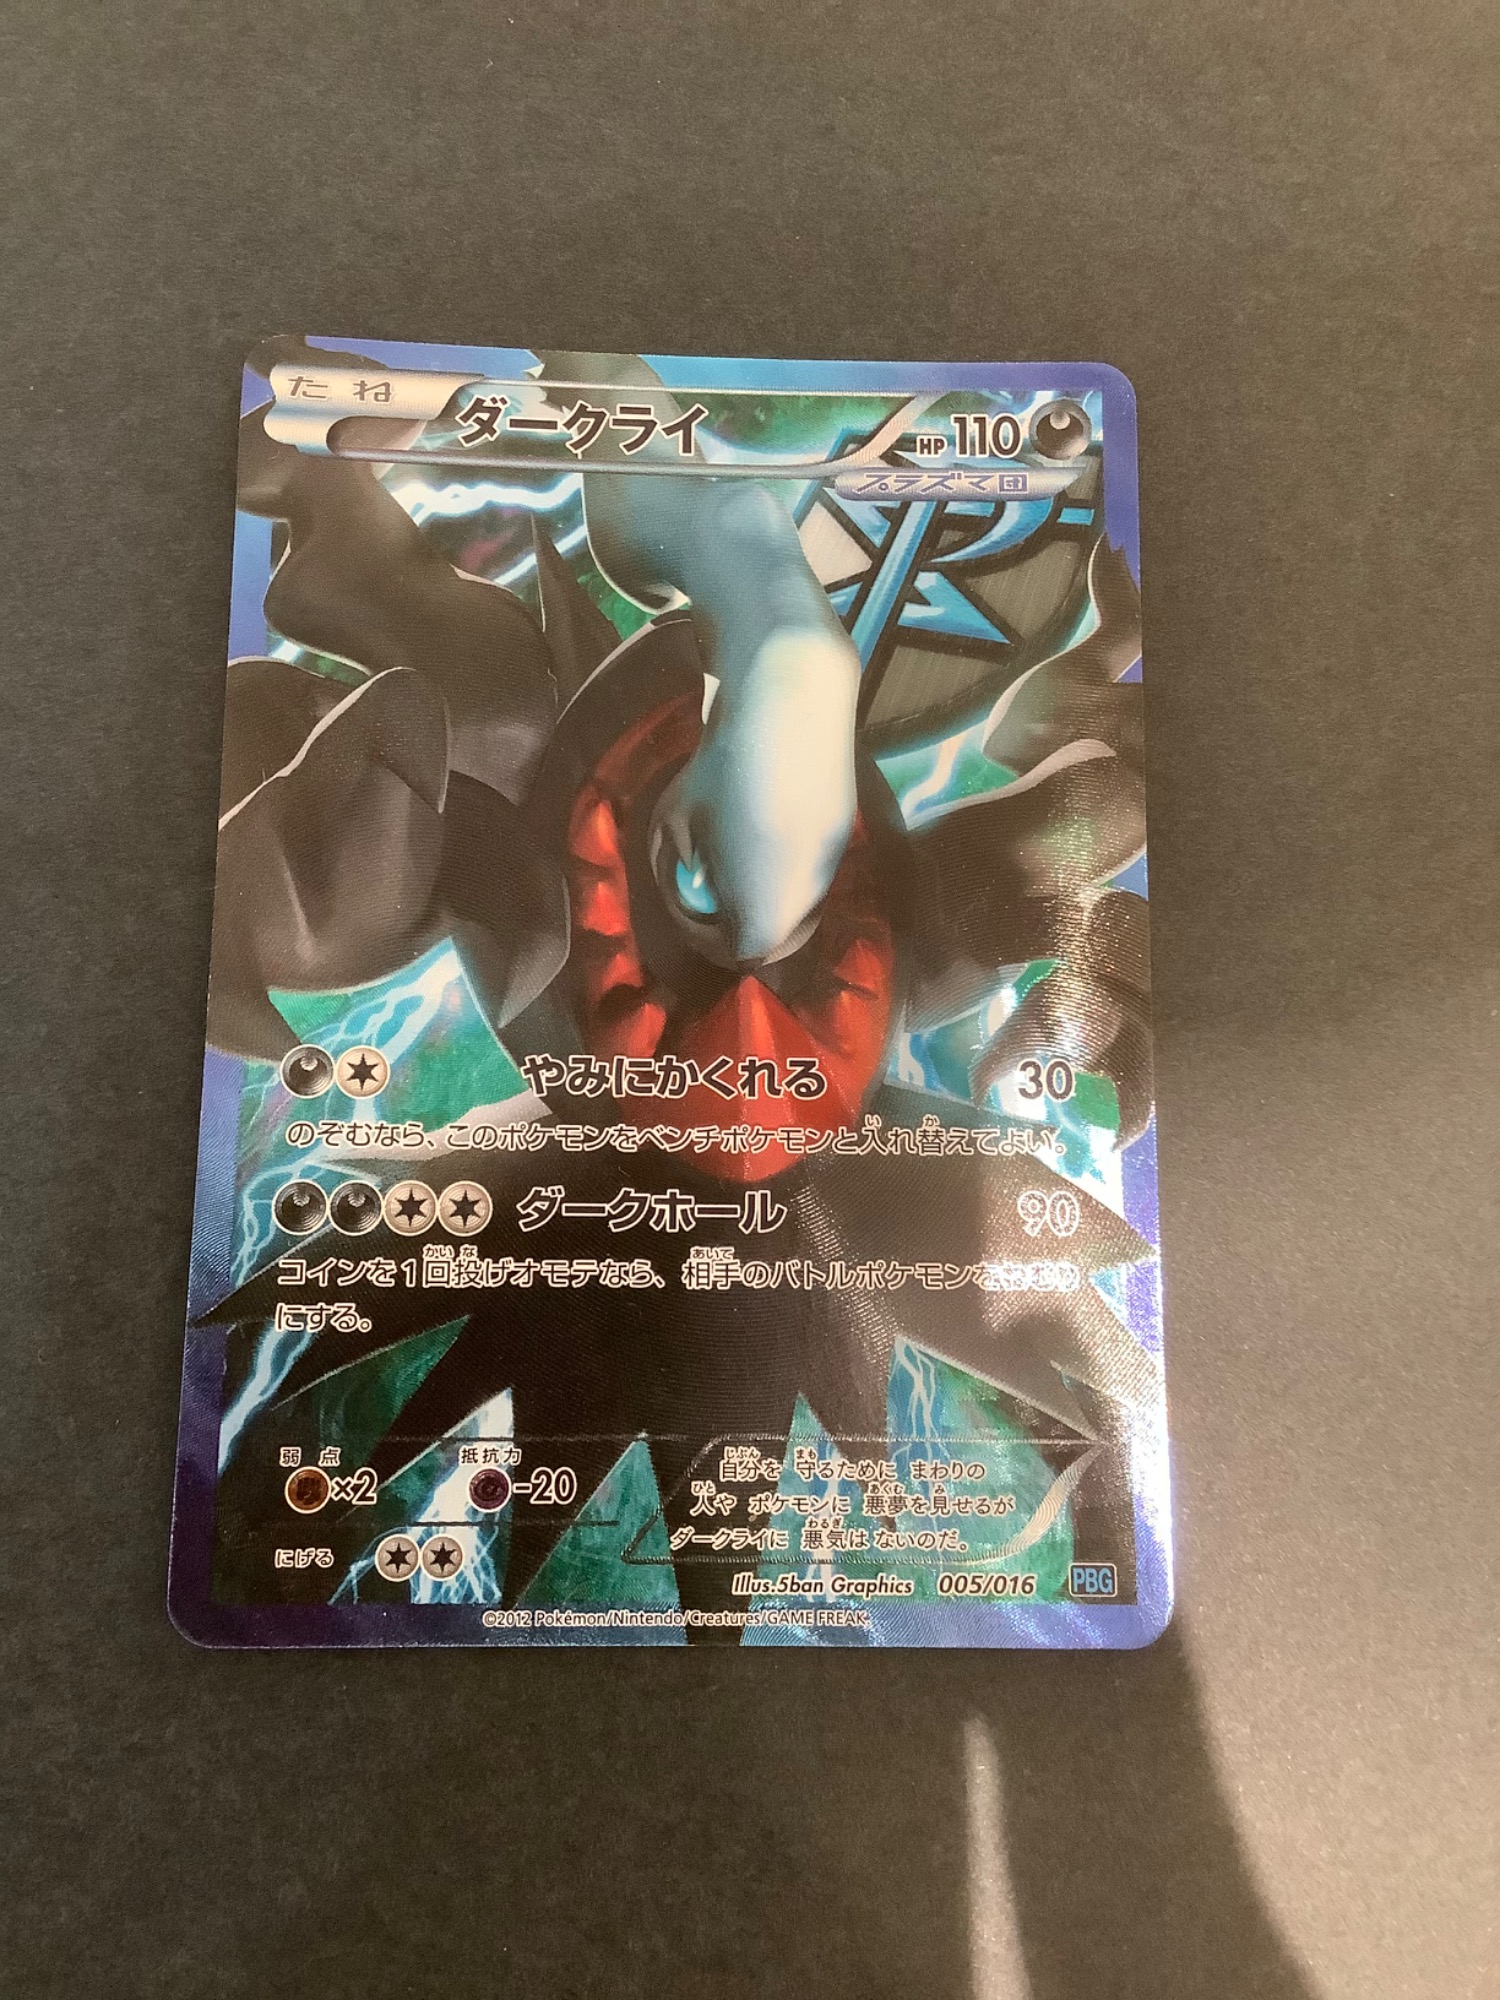 たね
ダークライ
HP 110
プラズマ団
やみにかくれる 30
のぞむなら、このポケモンをベンチポケモンと入れ替えてよい。
ダークホール 90
コインを1回投げオモテなら、相手のバトルポケモンを
にする。
弱点 抵抗力
×2 -20
にげる
自分を 守るために まわりの
人や ポケモンに 悪夢を見せるが
ダークライに 悪気は ないのだ。
Illus.5ban Graphics 005/016 PBG
©2012 Pokémon/Nintendo/Creatures/GAME FREAK.